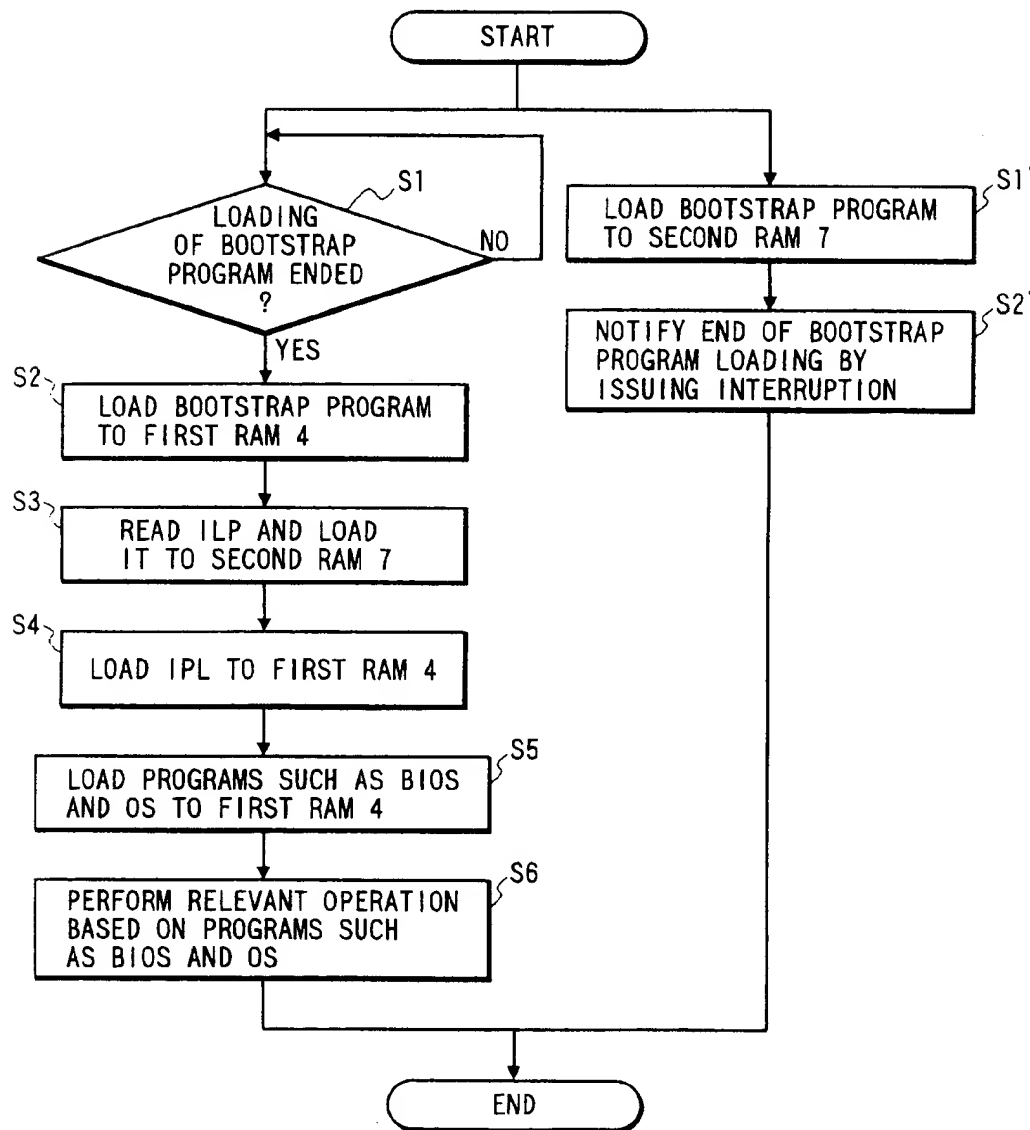 START
S1
LOADING
OF BOOTSTRAP
PROGRAM ENDED
?
NO
YES
S2
LOAD BOOTSTRAP PROGRAM
TO FIRST RAM 4
S3
READ ILP AND LOAD
IT TO SECOND RAM 7
S4
LOAD IPL TO FIRST RAM 4
S5
LOAD PROGRAMS SUCH AS BIOS
AND OS TO FIRST RAM 4
S6
PERFORM RELEVANT OPERATION
BASED ON PROGRAMS SUCH
AS BIOS AND OS
S1'
LOAD BOOTSTRAP PROGRAM
TO SECOND RAM 7
S2'
NOTIFY END OF BOOTSTRAP
PROGRAM LOADING BY
ISSUING INTERRUPTION
END